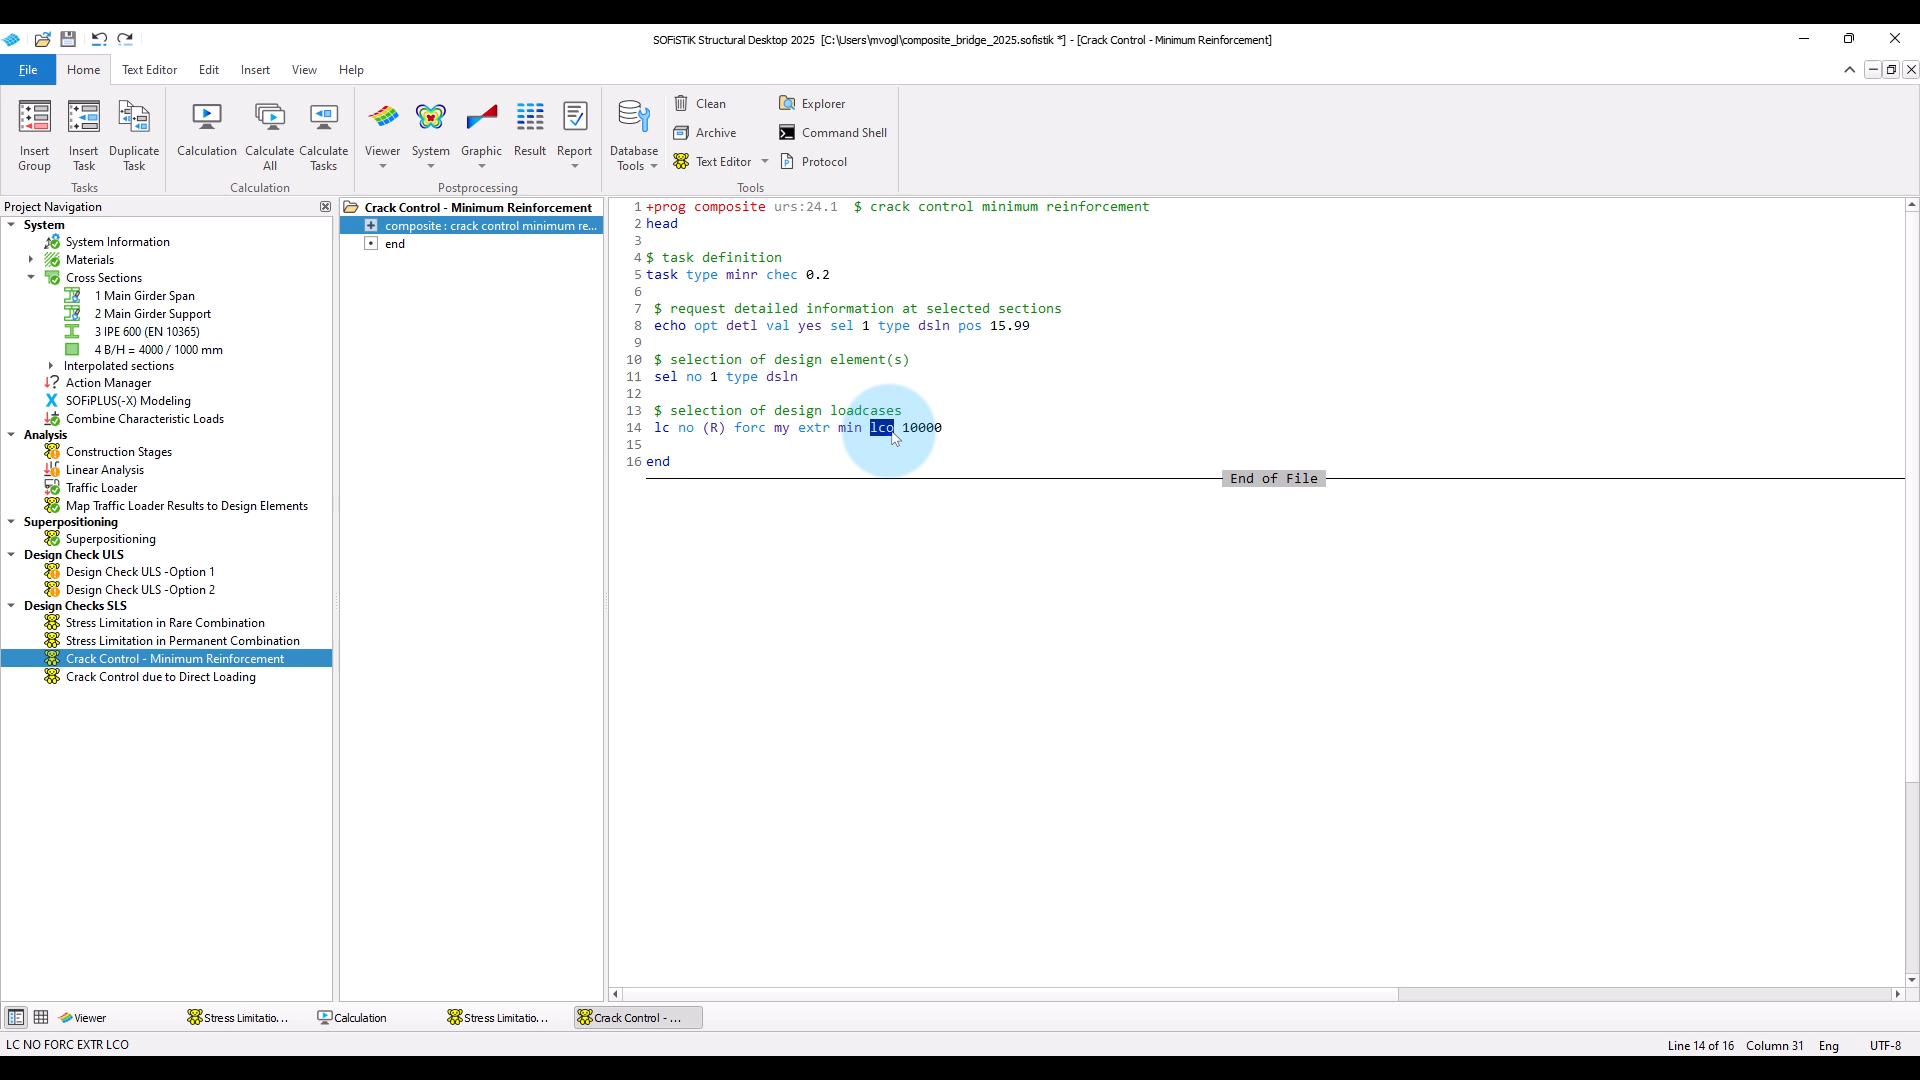 SOFiSTiK Structural Desktop 2025 [C:\Users\mvogl\composite_bridge_2025.sofistik *] - [Crack Control - Minimum Reinforcement]
File Home Text Editor Edit Insert View Help
Insert Group
Insert Task
Duplicate Task
Tasks
Calculation
Calculate All
Calculate Tasks
Calculation
Viewer
System
Graphic
Result
Report
Postprocessing
Database Tools
Clean
Archive
Text Editor
Explorer
Command Shell
Protocol
Tools
Project Navigation
System
System Information
Materials
Cross Sections
1 Main Girder Span
2 Main Girder Support
3 IPE 600 (EN 10365)
4 B/H = 4000 / 1000 mm
Interpolated sections
Action Manager
SOFiPLUS(-X) Modeling
Combine Characteristic Loads
Analysis
Construction Stages
Linear Analysis
Traffic Loader
Map Traffic Loader Results to Design Elements
Superpositioning
Superpositioning
Design Check ULS
Design Check ULS -Option 1
Design Check ULS -Option 2
Design Checks SLS
Stress Limitation in Rare Combination
Stress Limitation in Permanent Combination
Crack Control - Minimum Reinforcement
Crack Control due to Direct Loading
Crack Control - Minimum Reinforcement
composite : crack control minimum re...
end
1 +prog composite urs:24.1 $ crack control minimum reinforcement
2 head
3
4 $ task definition
5 task type minr chec 0.2
6
7 $ request detailed information at selected sections
8 echo opt detl val yes sel 1 type dsln pos 15.99
9
10 $ selection of design element(s)
11 sel no 1 type dsln
12
13 $ selection of design loadcases
14 lc no (R) forc my extr min lco 10000
15
16 end
End of File
Viewer
Stress Limitatio...
Calculation
Stress Limitatio...
Crack Control - ...
LC NO FORC EXTR LCO
Line 14 of 16 Column 31 Eng UTF-8